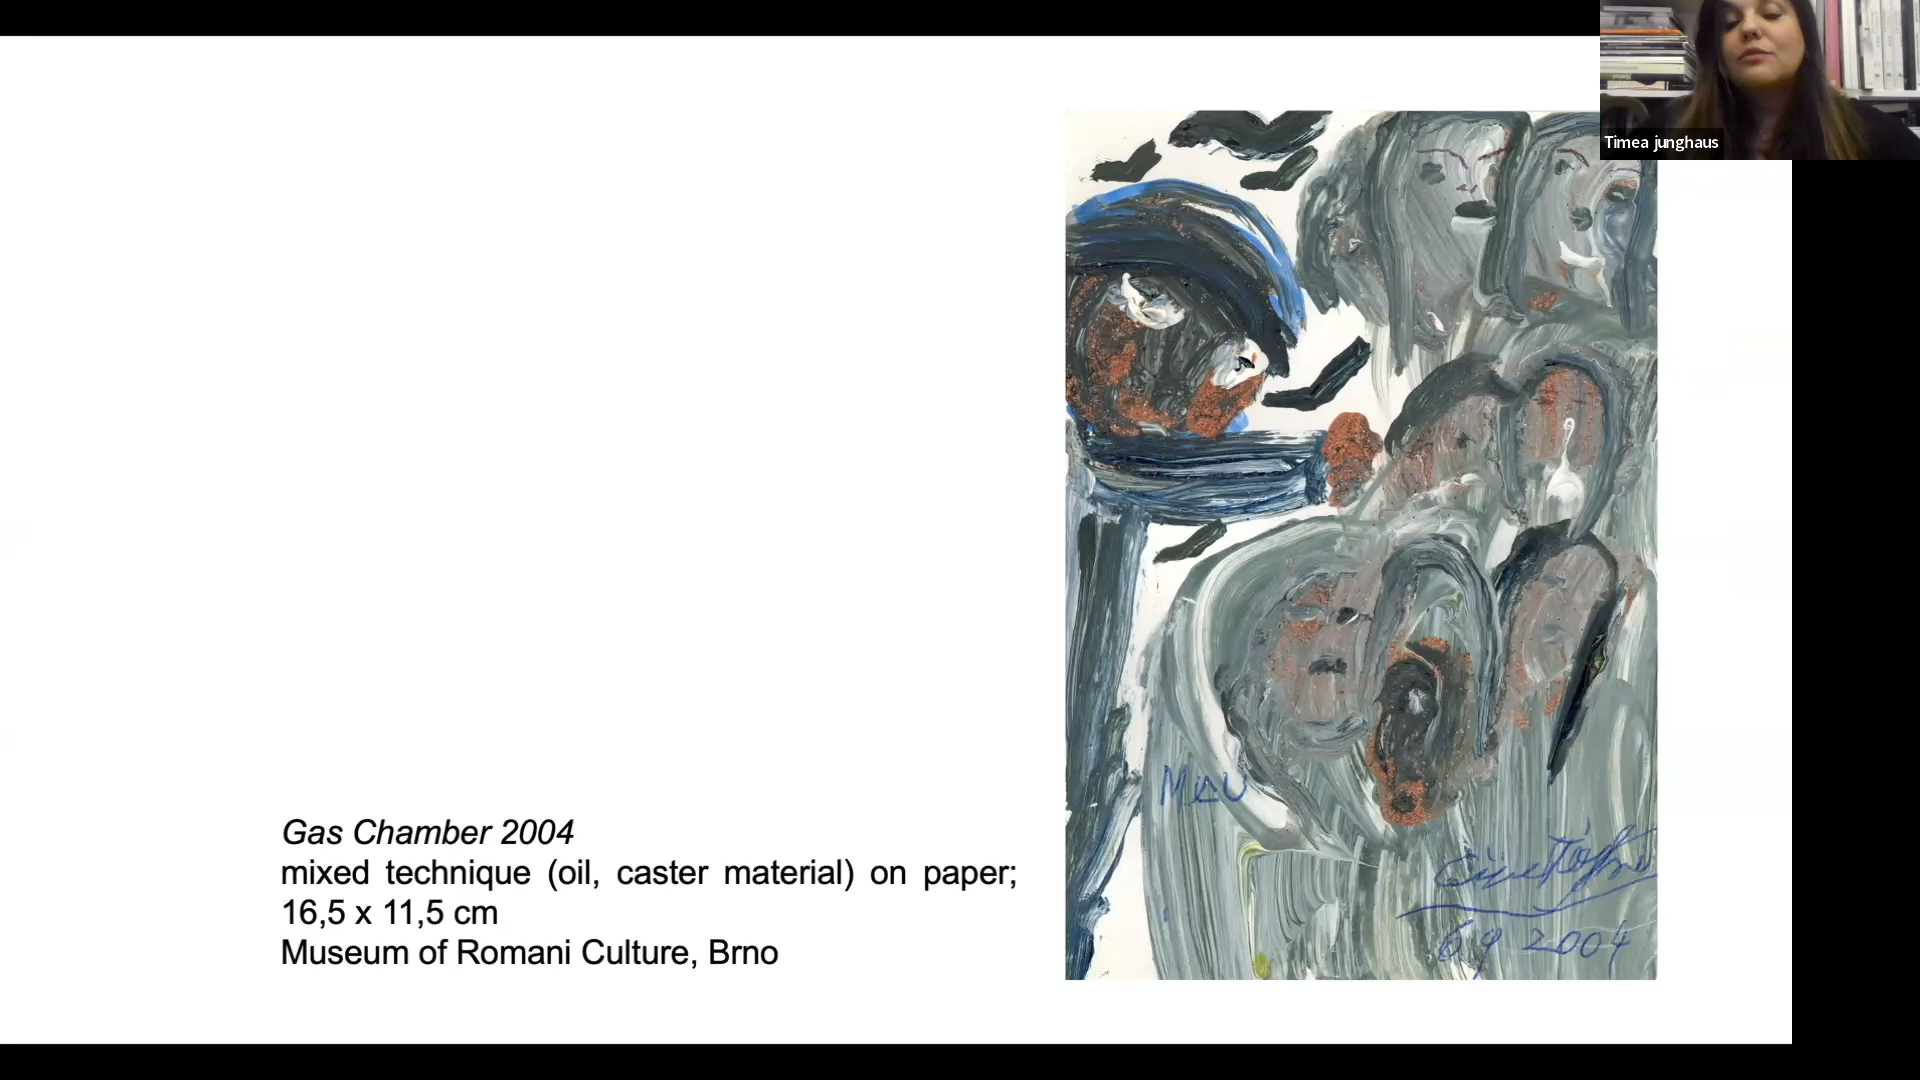 Timea junghaus
Gas Chamber 2004
mixed technique (oil, caster material) on paper;
16,5 x 11,5 cm
Museum of Romani Culture, Brno
2004